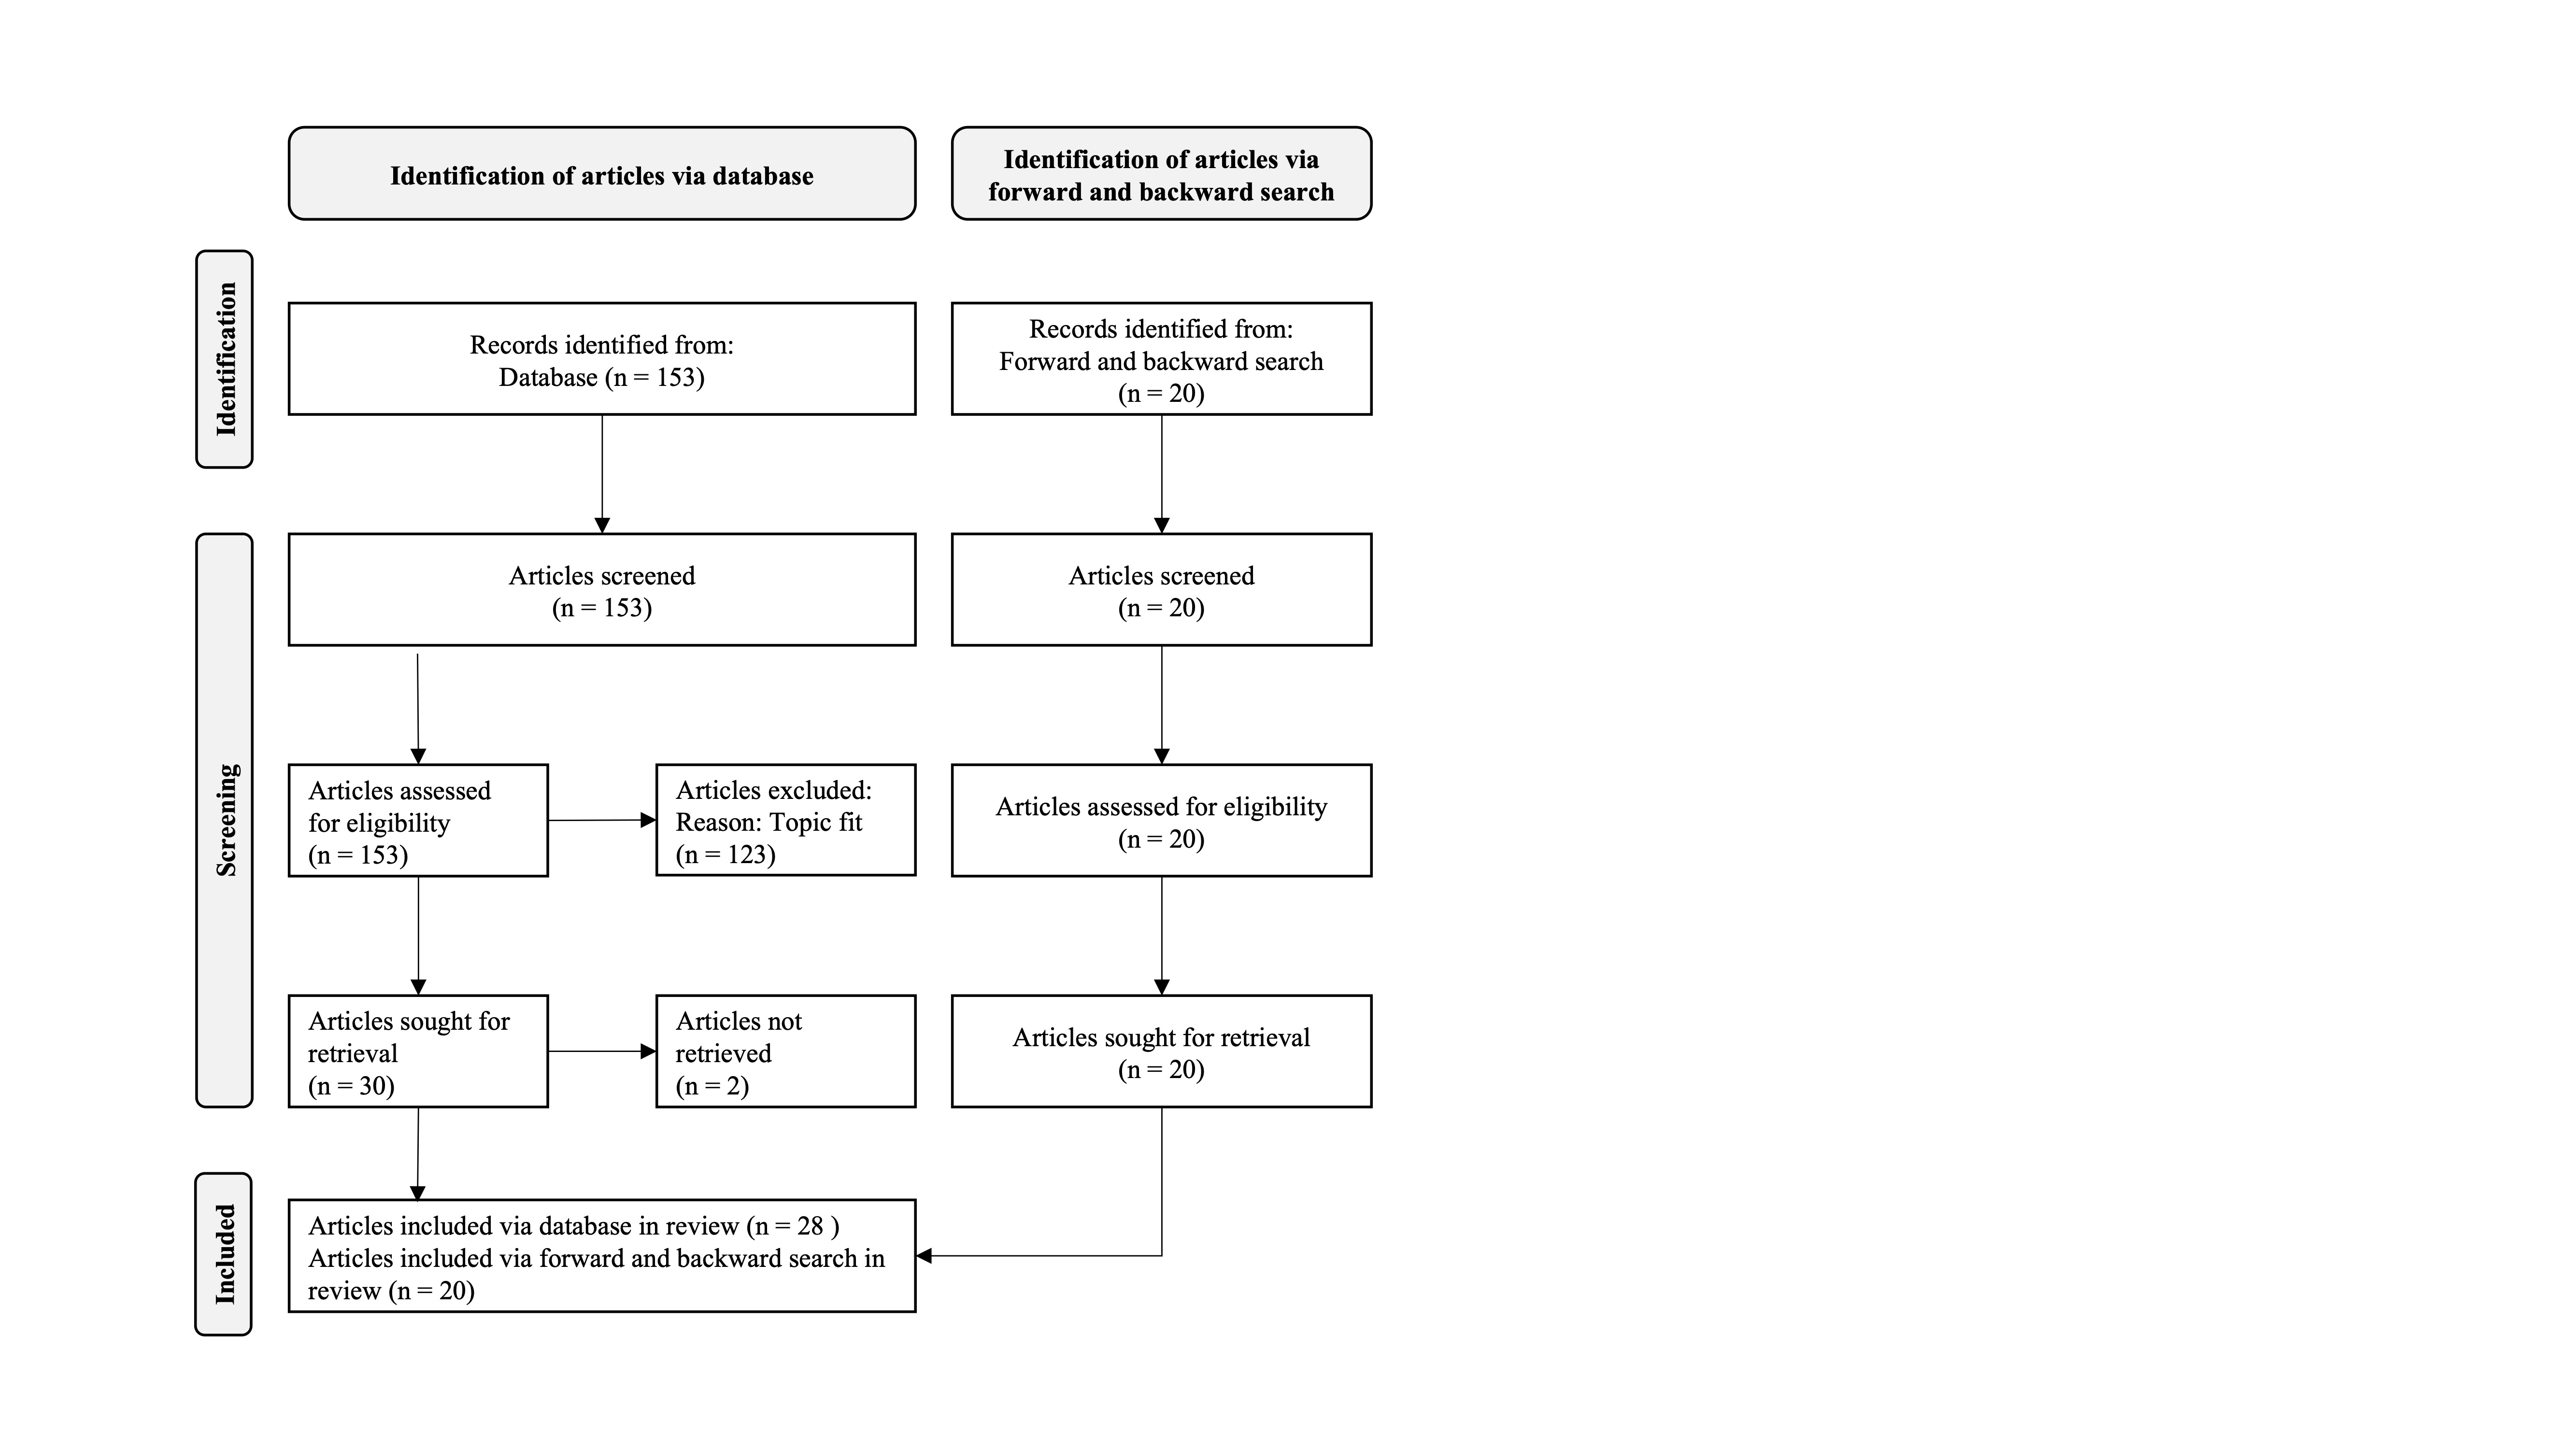 Identification of articles via database
Identification of articles via
forward and backward search
Identification
Records identified from:
Database (n = 153)
Records identified from:
Forward and backward search
(n = 20)
Screening
Articles screened
(n = 153)
Articles screened
(n = 20)
Articles assessed
for eligibility
(n = 153)
Articles excluded:
Reason: Topic fit
(n = 123)
Articles assessed for eligibility
(n = 20)
Articles sought for
retrieval
(n = 30)
Articles not
retrieved
(n = 2)
Articles sought for retrieval
(n = 20)
Included
Articles included via database in review (n = 28 )
Articles included via forward and backward search in
review (n = 20)